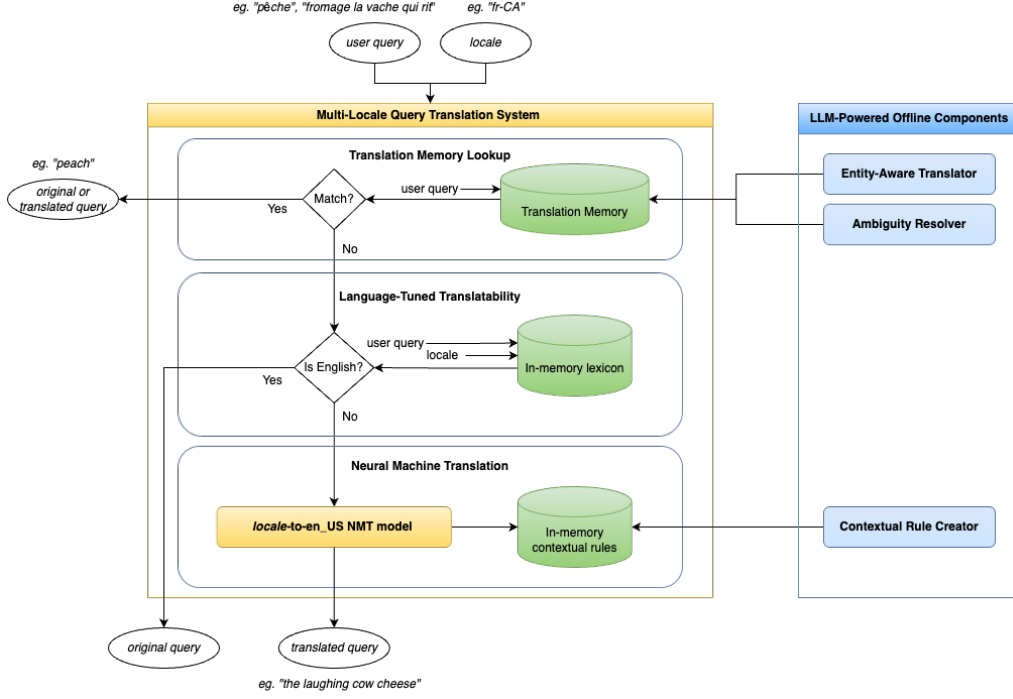 eg. "pêche", "fromage la vache qui rit"
eg. "fr-CA"
user query
locale
Multi-Locale Query Translation System
LLM-Powered Offline Components
Translation Memory Lookup
eg. "peach"
original or
translated query
Yes
Match?
user query
Translation Memory
Entity-Aware Translator
Ambiguity Resolver
No
Language-Tuned Translatability
Is English?
Yes
user query
locale
In-memory lexicon
No
Neural Machine Translation
locale-to-en_US NMT model
In-memory
contextual rules
Contextual Rule Creator
original query
translated query
eg. "the laughing cow cheese"